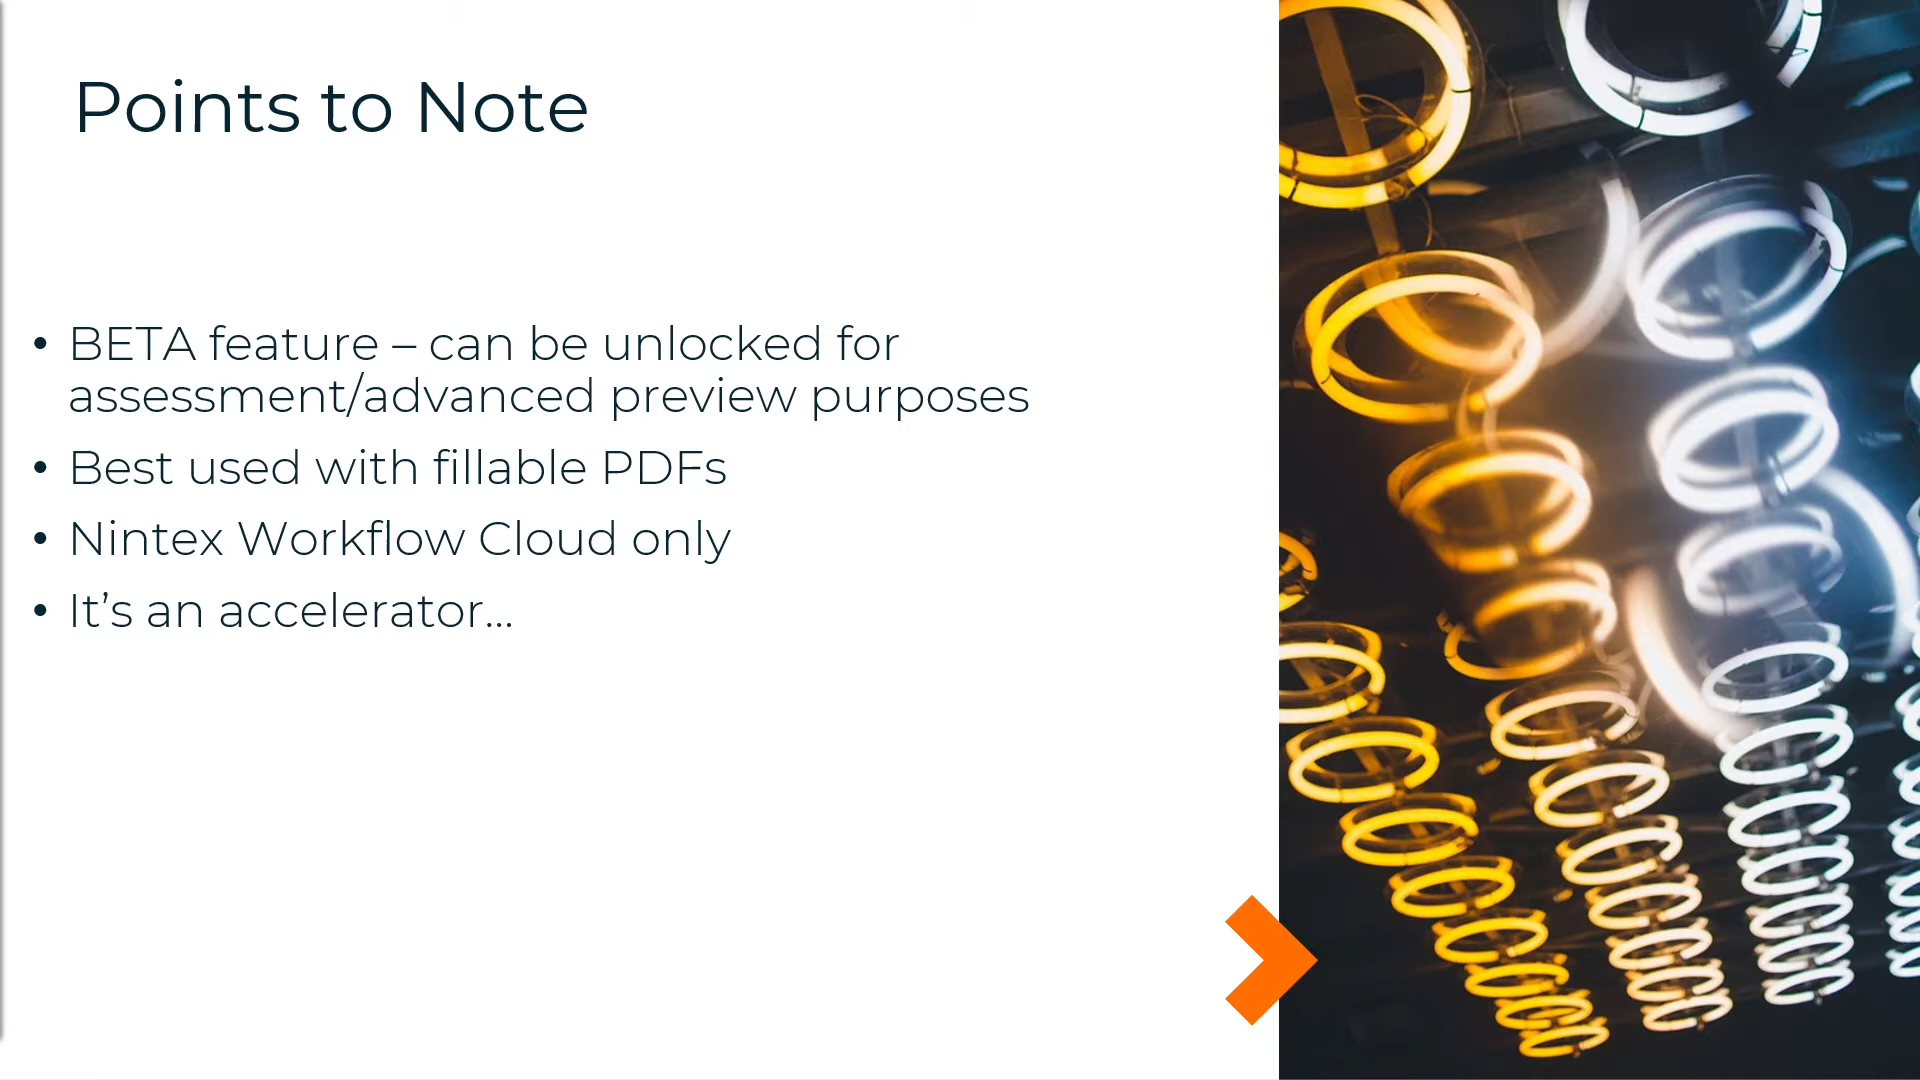 Points to Note
• BETA feature – can be unlocked for
assessment/advanced preview purposes
• Best used with fillable PDFs
• Nintex Workflow Cloud only
• It’s an accelerator...